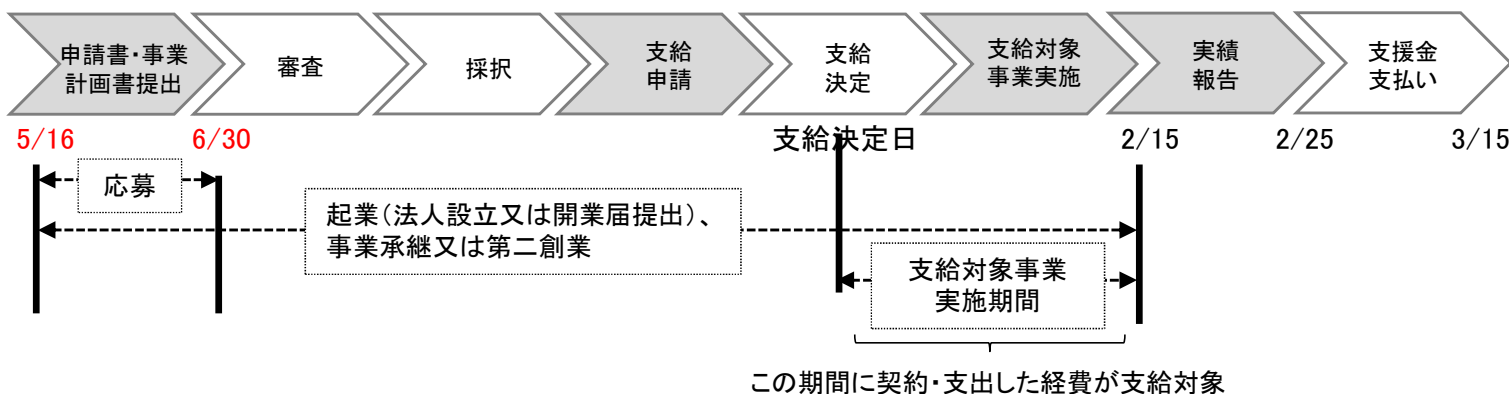 申請書・事業
計画書提出
審査
採択
支給
申請
支給
決定
支給対象
事業実施
実績
報告
支援金
支払い
5/16
6/30
支給決定日
2/15
2/25
3/15
応募
起業(法人設立又は開業届提出)、
事業承継又は第二創業
支給対象事業
実施期間
この期間に契約・支出した経費が支給対象